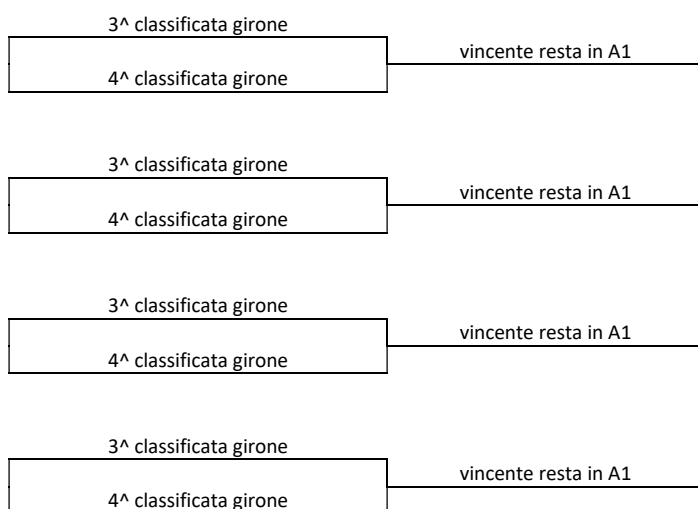 3^ classificata girone
vincente resta in A1
4^ classificata girone
3^ classificata girone
vincente resta in A1
4^ classificata girone
3^ classificata girone
vincente resta in A1
4^ classificata girone
3^ classificata girone
vincente resta in A1
4^ classificata girone